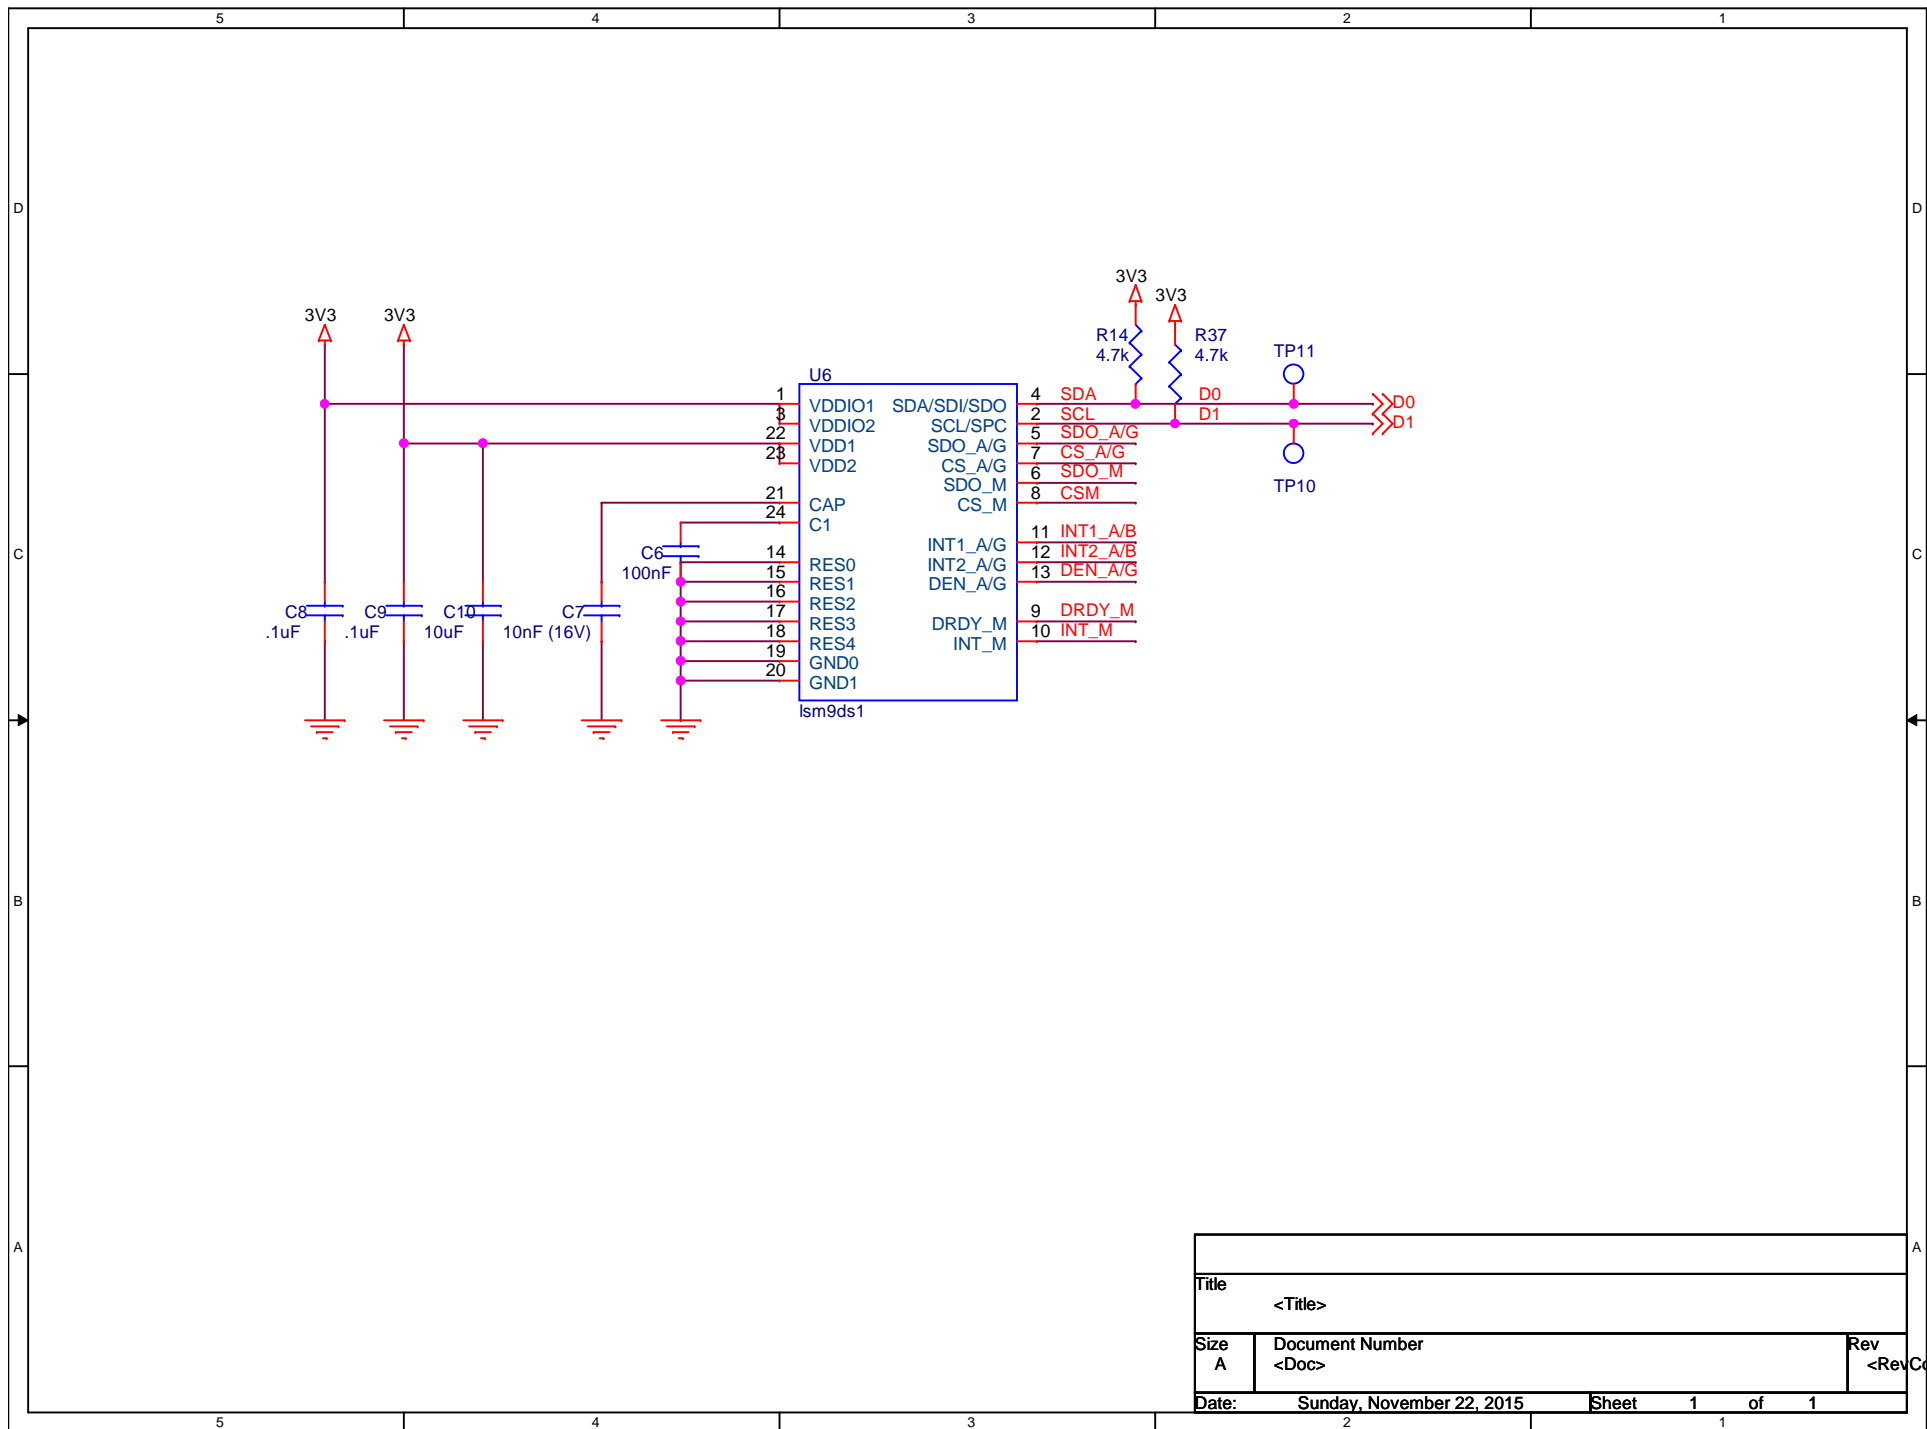 5 4 3 2 1
D D
C C
B B
A A
3V3
3V3
3V3
3V3
R14
4.7k
R37
4.7k
TP11
TP10
U6
1 VDDIO1
3 VDDIO2
22 VDD1
23 VDD2
21 CAP
24 C1
14 RES0
15 RES1
16 RES2
17 RES3
18 RES4
19 GND0
20 GND1
SDA/SDI/SDO 4 SDA D0 D0
SCL/SPC 2 SCL D1 D1
SDO_A/G 5 SDO_A/G
CS_A/G 7 CS_A/G
SDO_M 6 SDO_M
CS_M 8 CSM
INT1_A/G 11 INT1_A/B
INT2_A/G 12 INT2_A/B
DEN_A/G 13 DEN_A/G
DRDY_M 9 DRDY_M
INT_M 10 INT_M
lsm9ds1
C6
100nF
C8
.1uF
C9
.1uF
C10
10uF
C7
10nF (16V)
Title
<Title>
Size Document Number Rev
A <Doc> <RevCo
Date: Sunday, November 22, 2015 Sheet 1 of 1
5 4 3 2 1